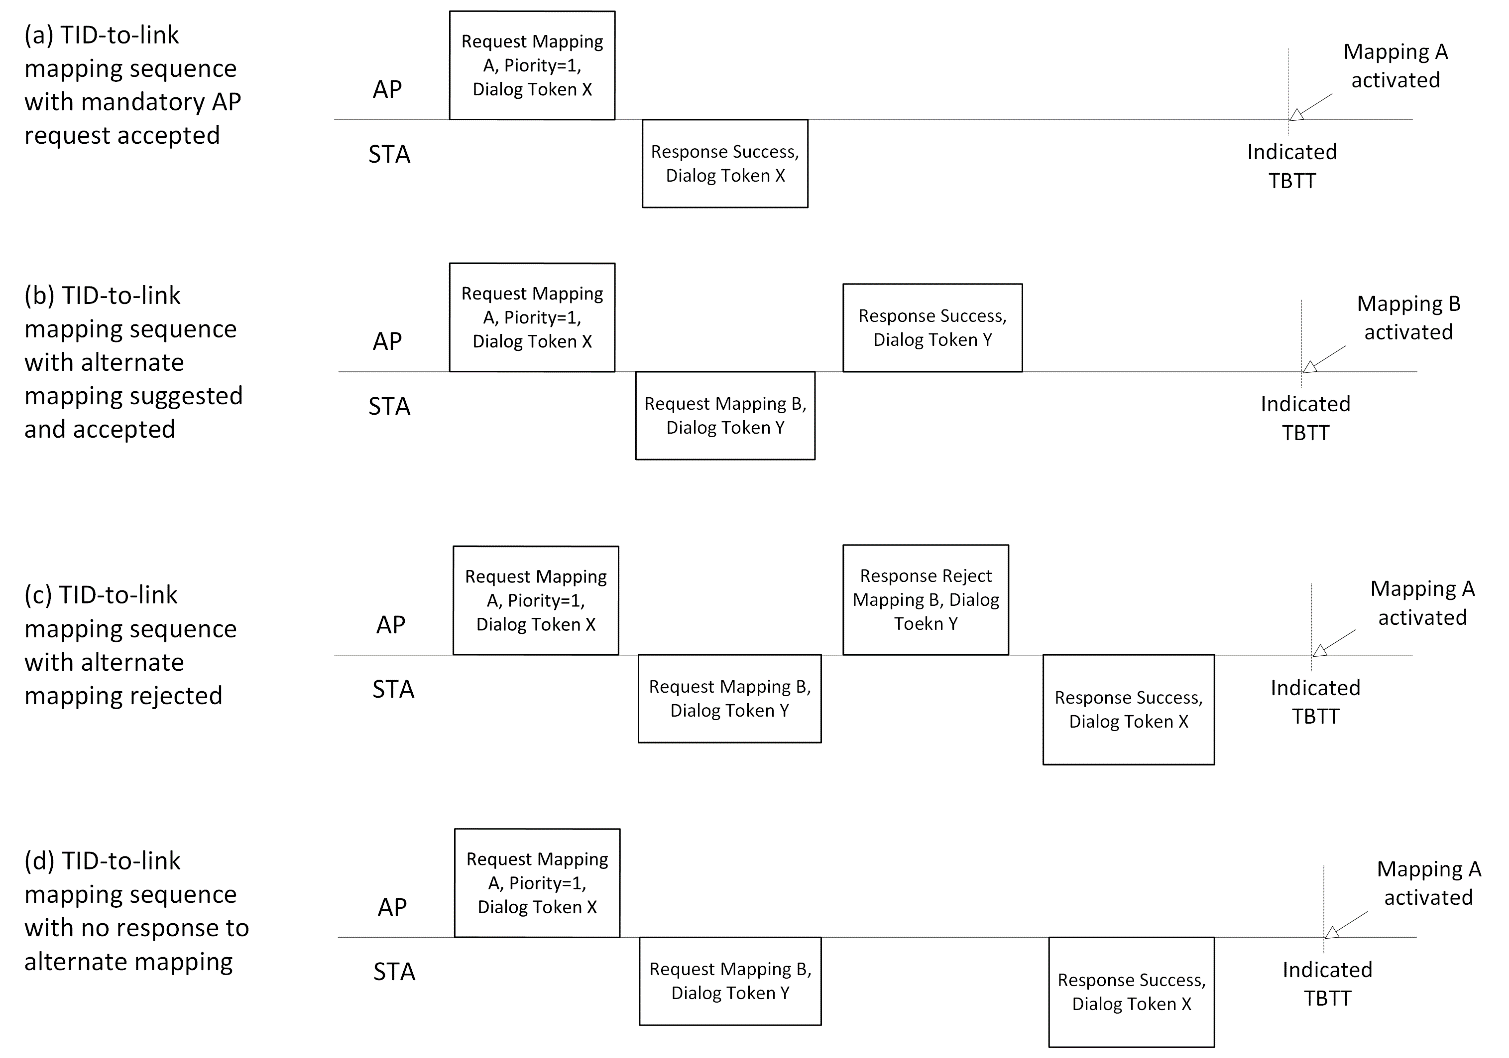 (a) TID-to-link
mapping sequence
with mandatory AP
request accepted
AP
STA
Request Mapping
A, Piority=1,
Dialog Token X
Response Success,
Dialog Token X
Mapping A
activated
Indicated
TBTT
(b) TID-to-link
mapping sequence
with alternate
mapping suggested
and accepted
AP
STA
Request Mapping
A, Piority=1,
Dialog Token X
Request Mapping B,
Dialog Token Y
Response Success,
Dialog Token Y
Mapping B
activated
Indicated
TBTT
(c) TID-to-link
mapping sequence
with alternate
mapping rejected
AP
STA
Request Mapping
A, Piority=1,
Dialog Token X
Request Mapping B,
Dialog Token Y
Response Reject
Mapping B, Dialog
Toekn Y
Response Success,
Dialog Token X
Mapping A
activated
Indicated
TBTT
(d) TID-to-link
mapping sequence
with no response to
alternate mapping
AP
STA
Request Mapping
A, Piority=1,
Dialog Token X
Request Mapping B,
Dialog Token Y
Response Success,
Dialog Token X
Mapping A
activated
Indicated
TBTT